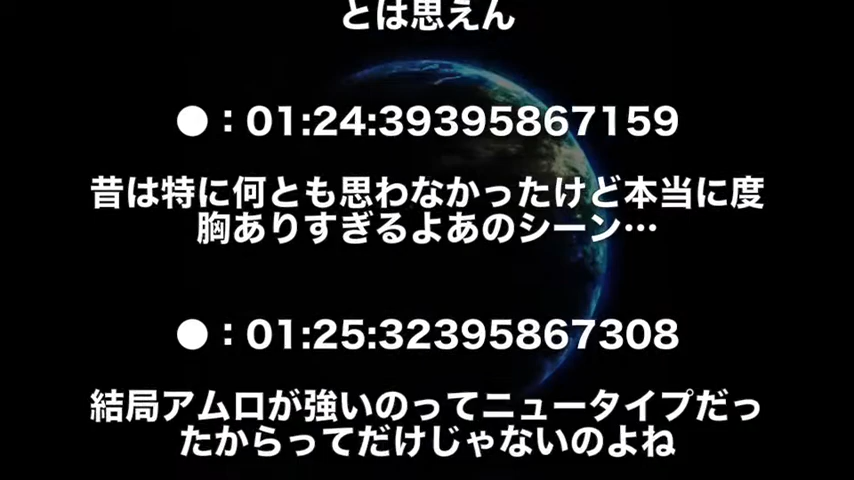 とは思えん
●：01:24:39395867159
昔は特に何とも思わなかったけど本当に度
胸ありすぎるよあのシーン…
●：01:25:32395867308
結局アムロが強いのってニュータイプだっ
たからってだけじゃないのよね